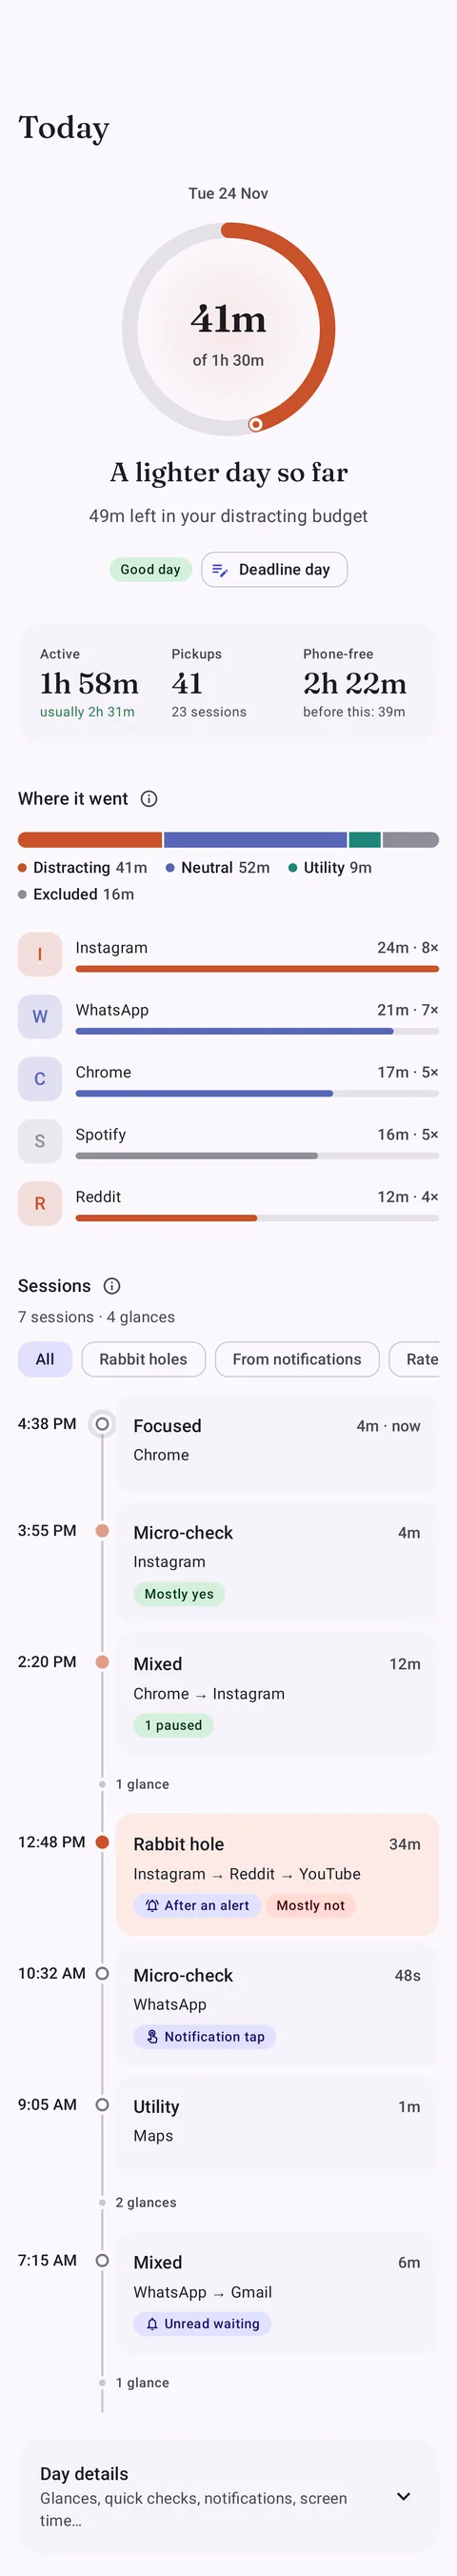 Today
Tue 24 Nov
41m
of 1h 30m
A lighter day so far
49m left in your distracting budget
Good day Deadline day
Active Pickups Phone-free
1h 58m 41 2h 22m
usually 2h 31m 23 sessions before this: 39m
Where it went
Distracting 41m Neutral 52m Utility 9m
Excluded 16m
I Instagram 24m · 8×
W WhatsApp 21m · 7×
C Chrome 17m · 5×
S Spotify 16m · 5×
R Reddit 12m · 4×
Sessions
7 sessions · 4 glances
All Rabbit holes From notifications Rate
4:38 PM Focused 4m · now
Chrome
3:55 PM Micro-check 4m
Instagram
Mostly yes
2:20 PM Mixed 12m
Chrome → Instagram
1 paused
1 glance
12:48 PM Rabbit hole 34m
Instagram → Reddit → YouTube
After an alert Mostly not
10:32 AM Micro-check 48s
WhatsApp
Notification tap
9:05 AM Utility 1m
Maps
2 glances
7:15 AM Mixed 6m
WhatsApp → Gmail
Unread waiting
1 glance
Day details
Glances, quick checks, notifications, screen
time…